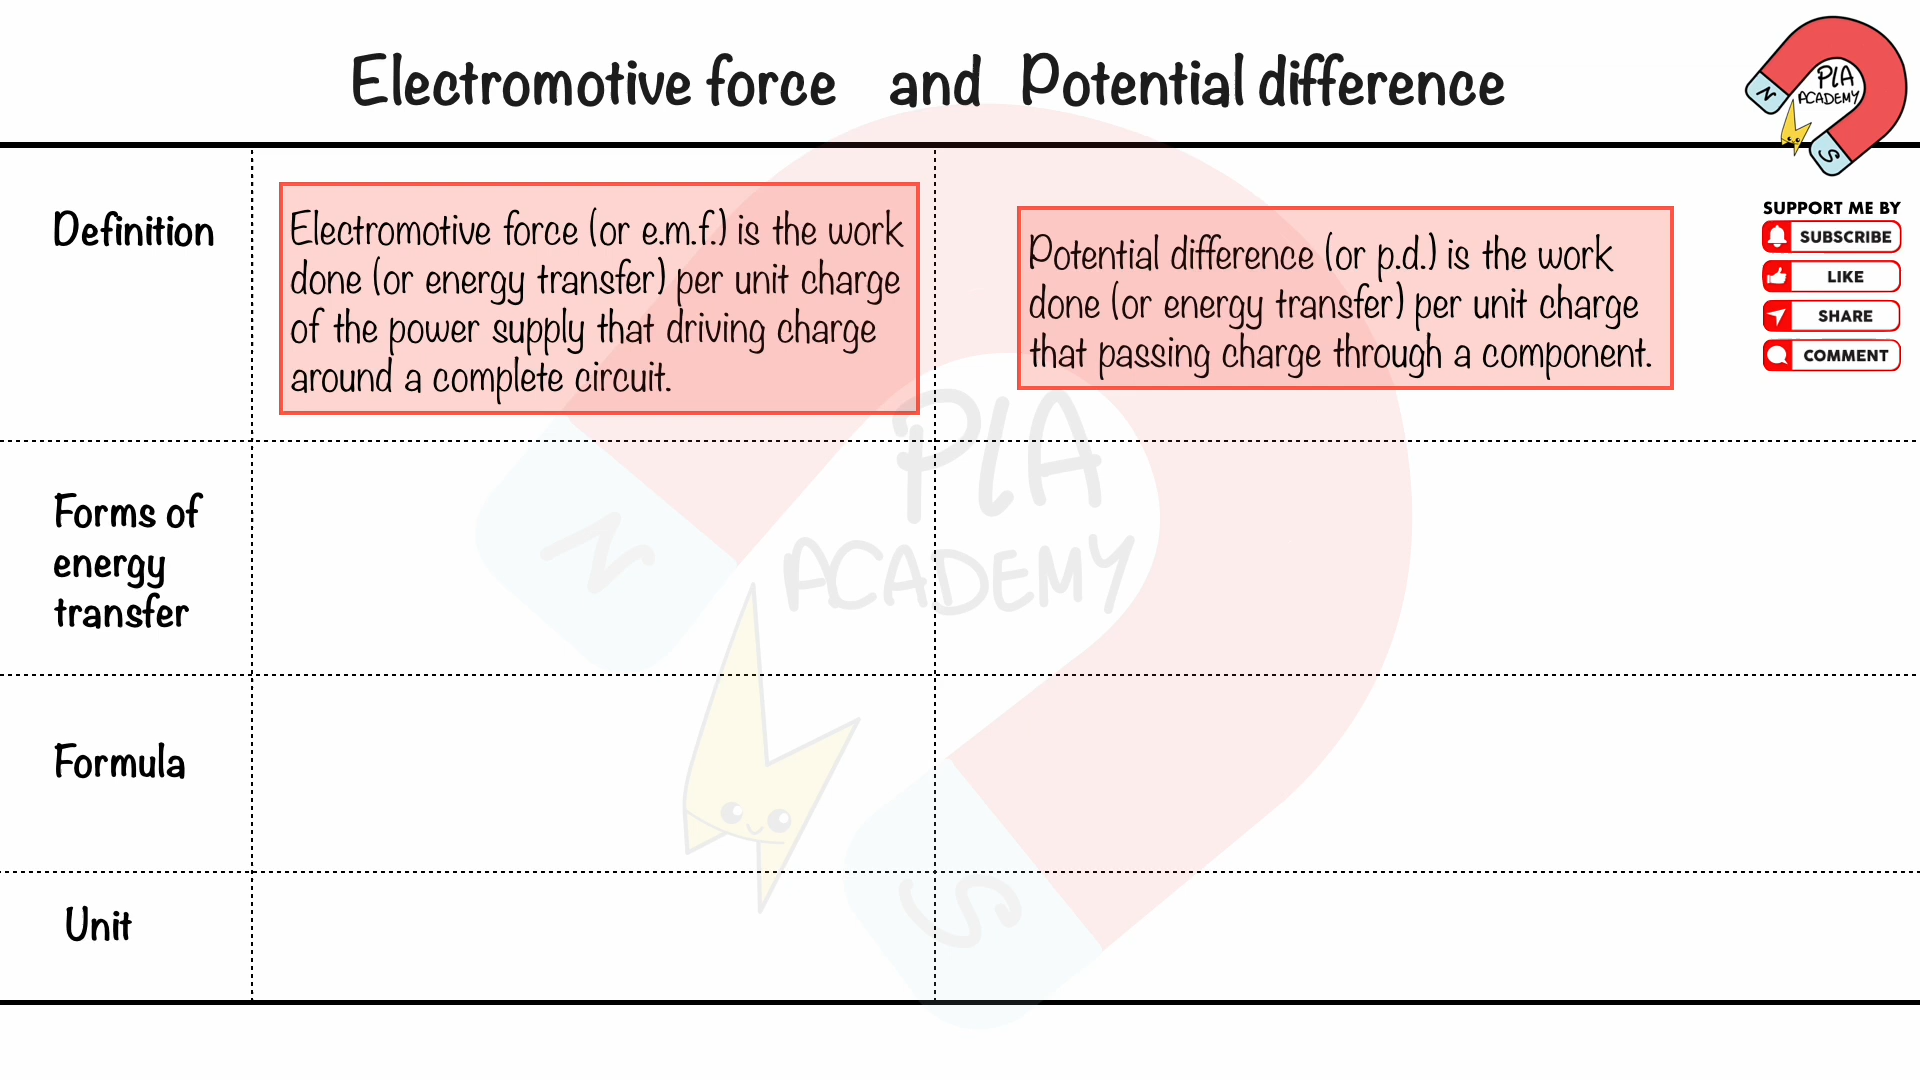 Electromotive force and Potential difference
PLA
ACADEMY
N
S
Definition
Electromotive force (or e.m.f.) is the work
done (or energy transfer) per unit charge
of the power supply that driving charge
around a complete circuit.
Potential difference (or p.d.) is the work
done (or energy transfer) per unit charge
that passing charge through a component.
SUPPORT ME BY
SUBSCRIBE
LIKE
SHARE
COMMENT
PLA
ACADEMY
N
S
Forms of
energy
transfer
Formula
Unit